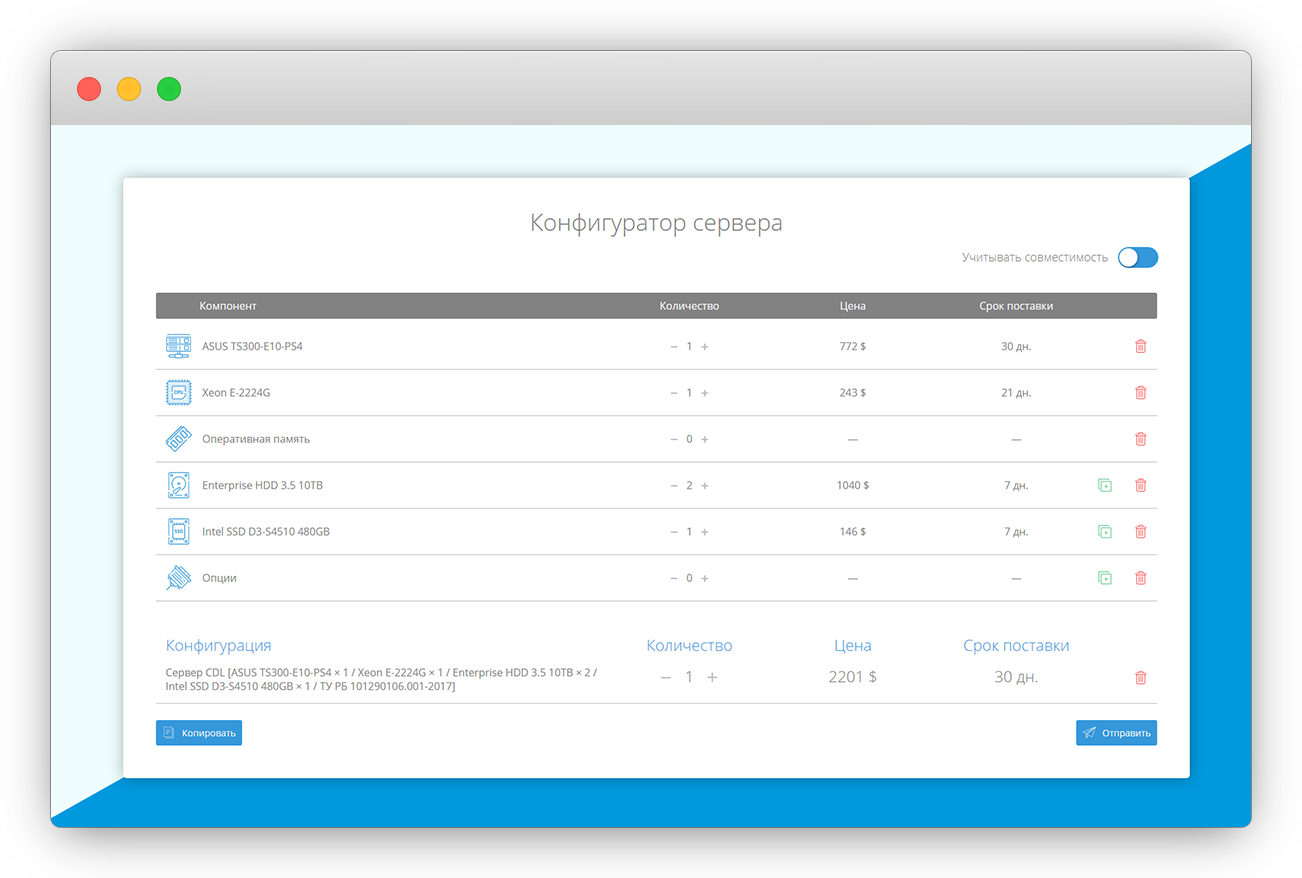 Конфигуратор сервера
Учитывать совместимость
Компонент Количество Цена Срок поставки
ASUS TS300-E10-PS4 − 1 + 772 $ 30 дн.
CPU Xeon E-2224G − 1 + 243 $ 21 дн.
Оперативная память − 0 + — —
Enterprise HDD 3.5 10TB − 2 + 1040 $ 7 дн.
SSD Intel SSD D3-S4510 480GB − 1 + 146 $ 7 дн.
Опции − 0 + — —
Конфигурация Количество Цена Срок поставки
Сервер CDL [ASUS TS300-E10-PS4 × 1 / Xeon E-2224G × 1 / Enterprise HDD 3.5 10TB × 2 /
Intel SSD D3-S4510 480GB × 1 / ТУ РБ 101290106.001-2017]
− 1 + 2201 $ 30 дн.
Копировать Отправить